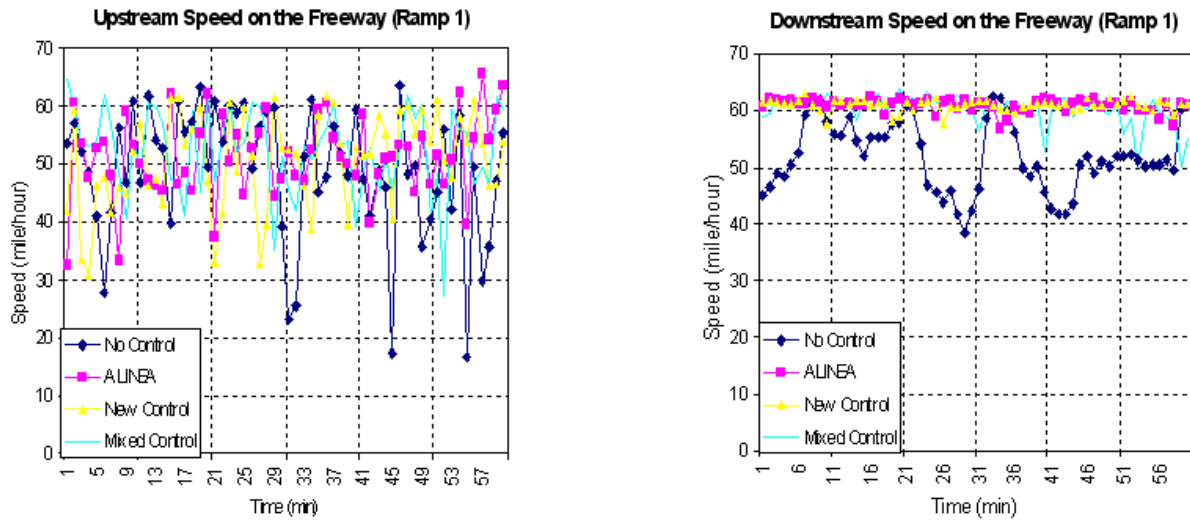 Upstream Speed on the Freeway (Ramp 1)
70
60
50
40
30
20
10
0
Speed (mile/hour)
No Control
ALINEA
New Control
Mixed Control
1 5 9 13 17 21 25 29 33 37 41 45 49 53 57
Time (min)
Downstream Speed on the Freeway (Ramp 1)
70
60
50
40
30
20
10
0
Speed (mile/hour)
No Control
ALINEA
New Control
Mixed Control
1 6 11 16 21 26 31 36 41 46 51 56
Time (min)